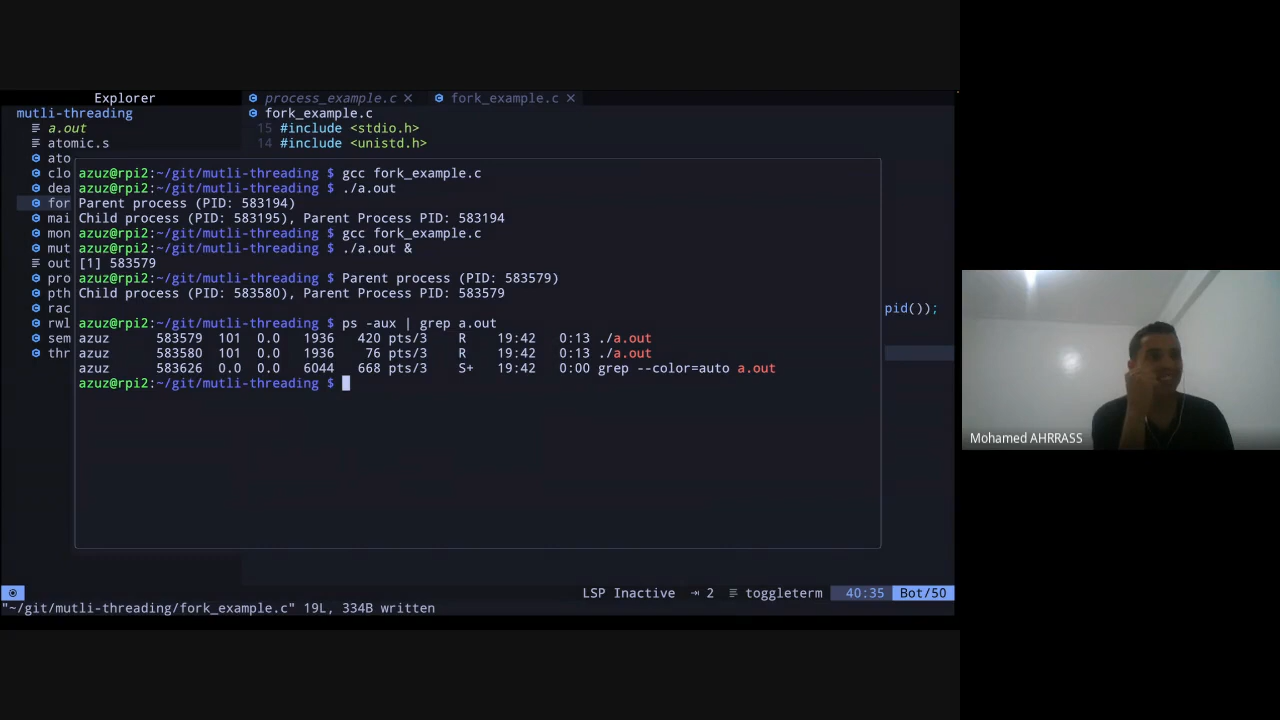 Explorer
process_example.c ×
fork_example.c ×
mutli-threading
fork_example.c
a.out
15 #include <stdio.h>
atomic.s
14 #include <unistd.h>
ato
clo
dea
for
mai
mon
mut
out
pro
pth
rac
rwl
sem
thr
azuz@rpi2:~/git/mutli-threading $ gcc fork_example.c
azuz@rpi2:~/git/mutli-threading $ ./a.out
Parent process (PID: 583194)
Child process (PID: 583195), Parent Process PID: 583194
azuz@rpi2:~/git/mutli-threading $ gcc fork_example.c
azuz@rpi2:~/git/mutli-threading $ ./a.out &
[1] 583579
azuz@rpi2:~/git/mutli-threading $ Parent process (PID: 583579)
Child process (PID: 583580), Parent Process PID: 583579
azuz@rpi2:~/git/mutli-threading $ ps -aux | grep a.out
azuz 583579 101 0.0 1936 420 pts/3 R 19:42 0:13 ./a.out
azuz 583580 101 0.0 1936 76 pts/3 R 19:42 0:13 ./a.out
azuz 583626 0.0 0.0 6044 668 pts/3 S+ 19:42 0:00 grep --color=auto a.out
azuz@rpi2:~/git/mutli-threading $
pid());
LSP Inactive ⇥ 2 toggleterm 40:35 Bot/50
"~/git/mutli-threading/fork_example.c" 19L, 334B written
Mohamed AHRRASS